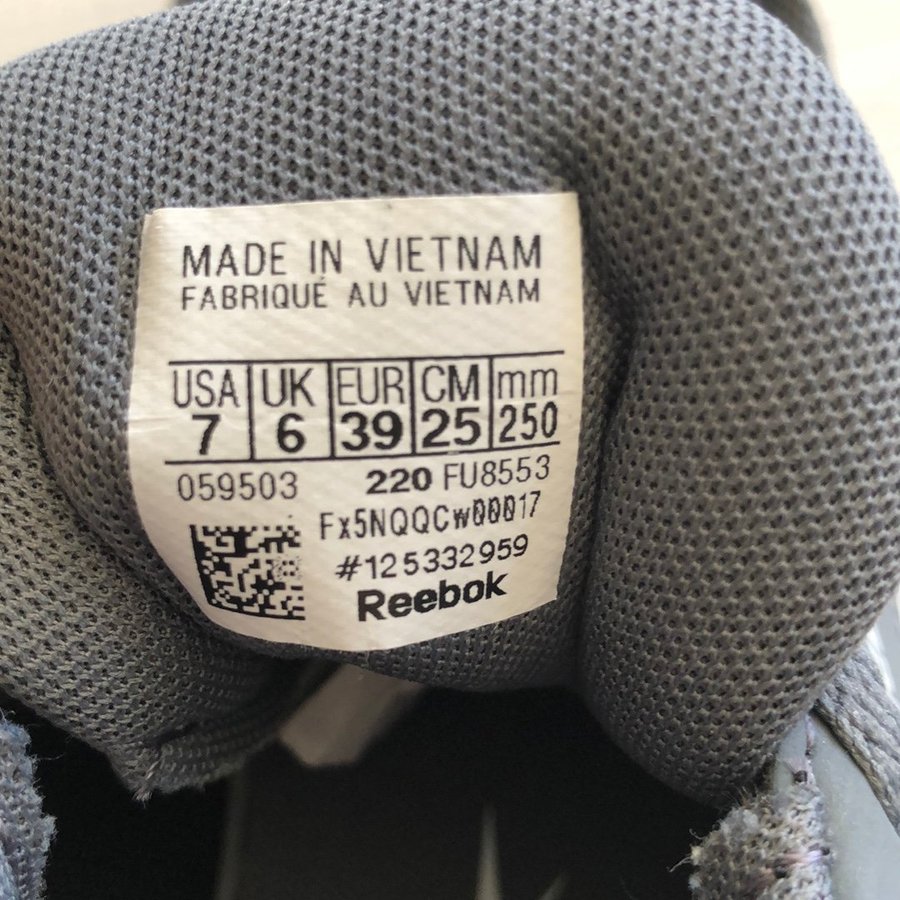 MADE IN VIETNAM
FABRIQUÉ AU VIETNAM
USA UK EUR CM mm
7 6 39 25 250
059503 220 FU8553
Fx5NQQCw00017
#125332959
Reebok